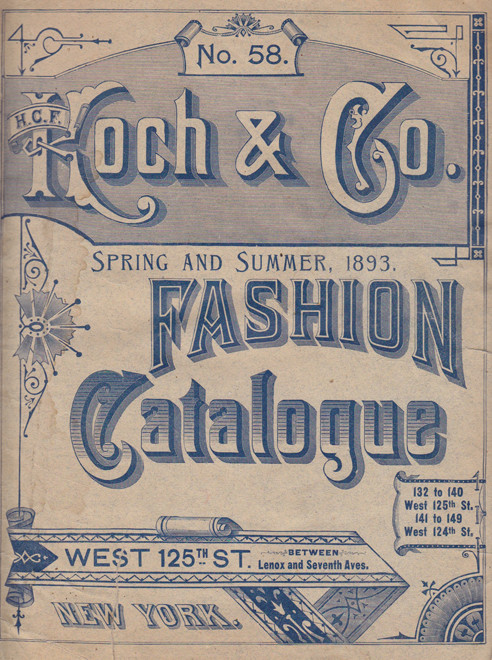 No. 58.
H.C.F.
Koch & Co.
SPRING AND SUMMER, 1893.
FASHION
Catalogue
132 to 140
West 125th St.
141 to 149
West 124th St.
WEST 125TH ST. BETWEEN
Lenox and Seventh Aves.
NEW YORK.